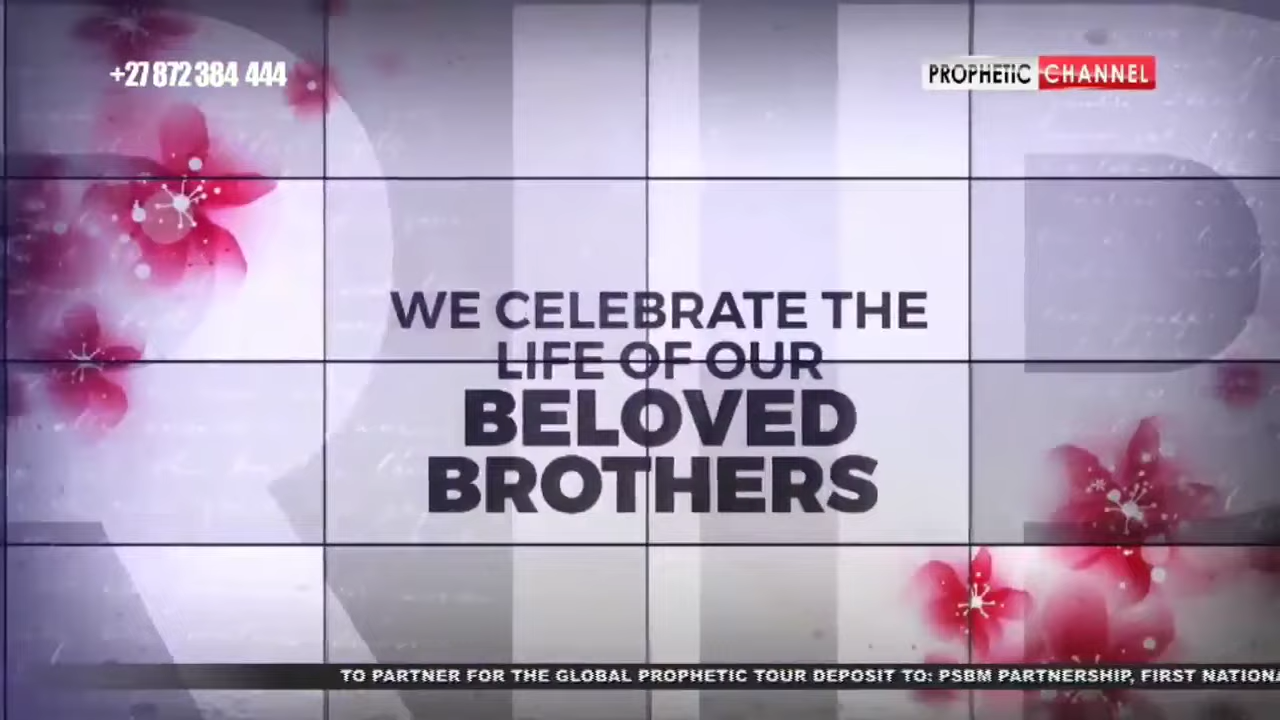 +27 872 384 444
PROPHETIC CHANNEL
RIP
WE CELEBRATE THE
LIFE OF OUR
BELOVED
BROTHERS
TO PARTNER FOR THE GLOBAL PROPHETIC TOUR DEPOSIT TO: PSBM PARTNERSHIP, FIRST NATIONA